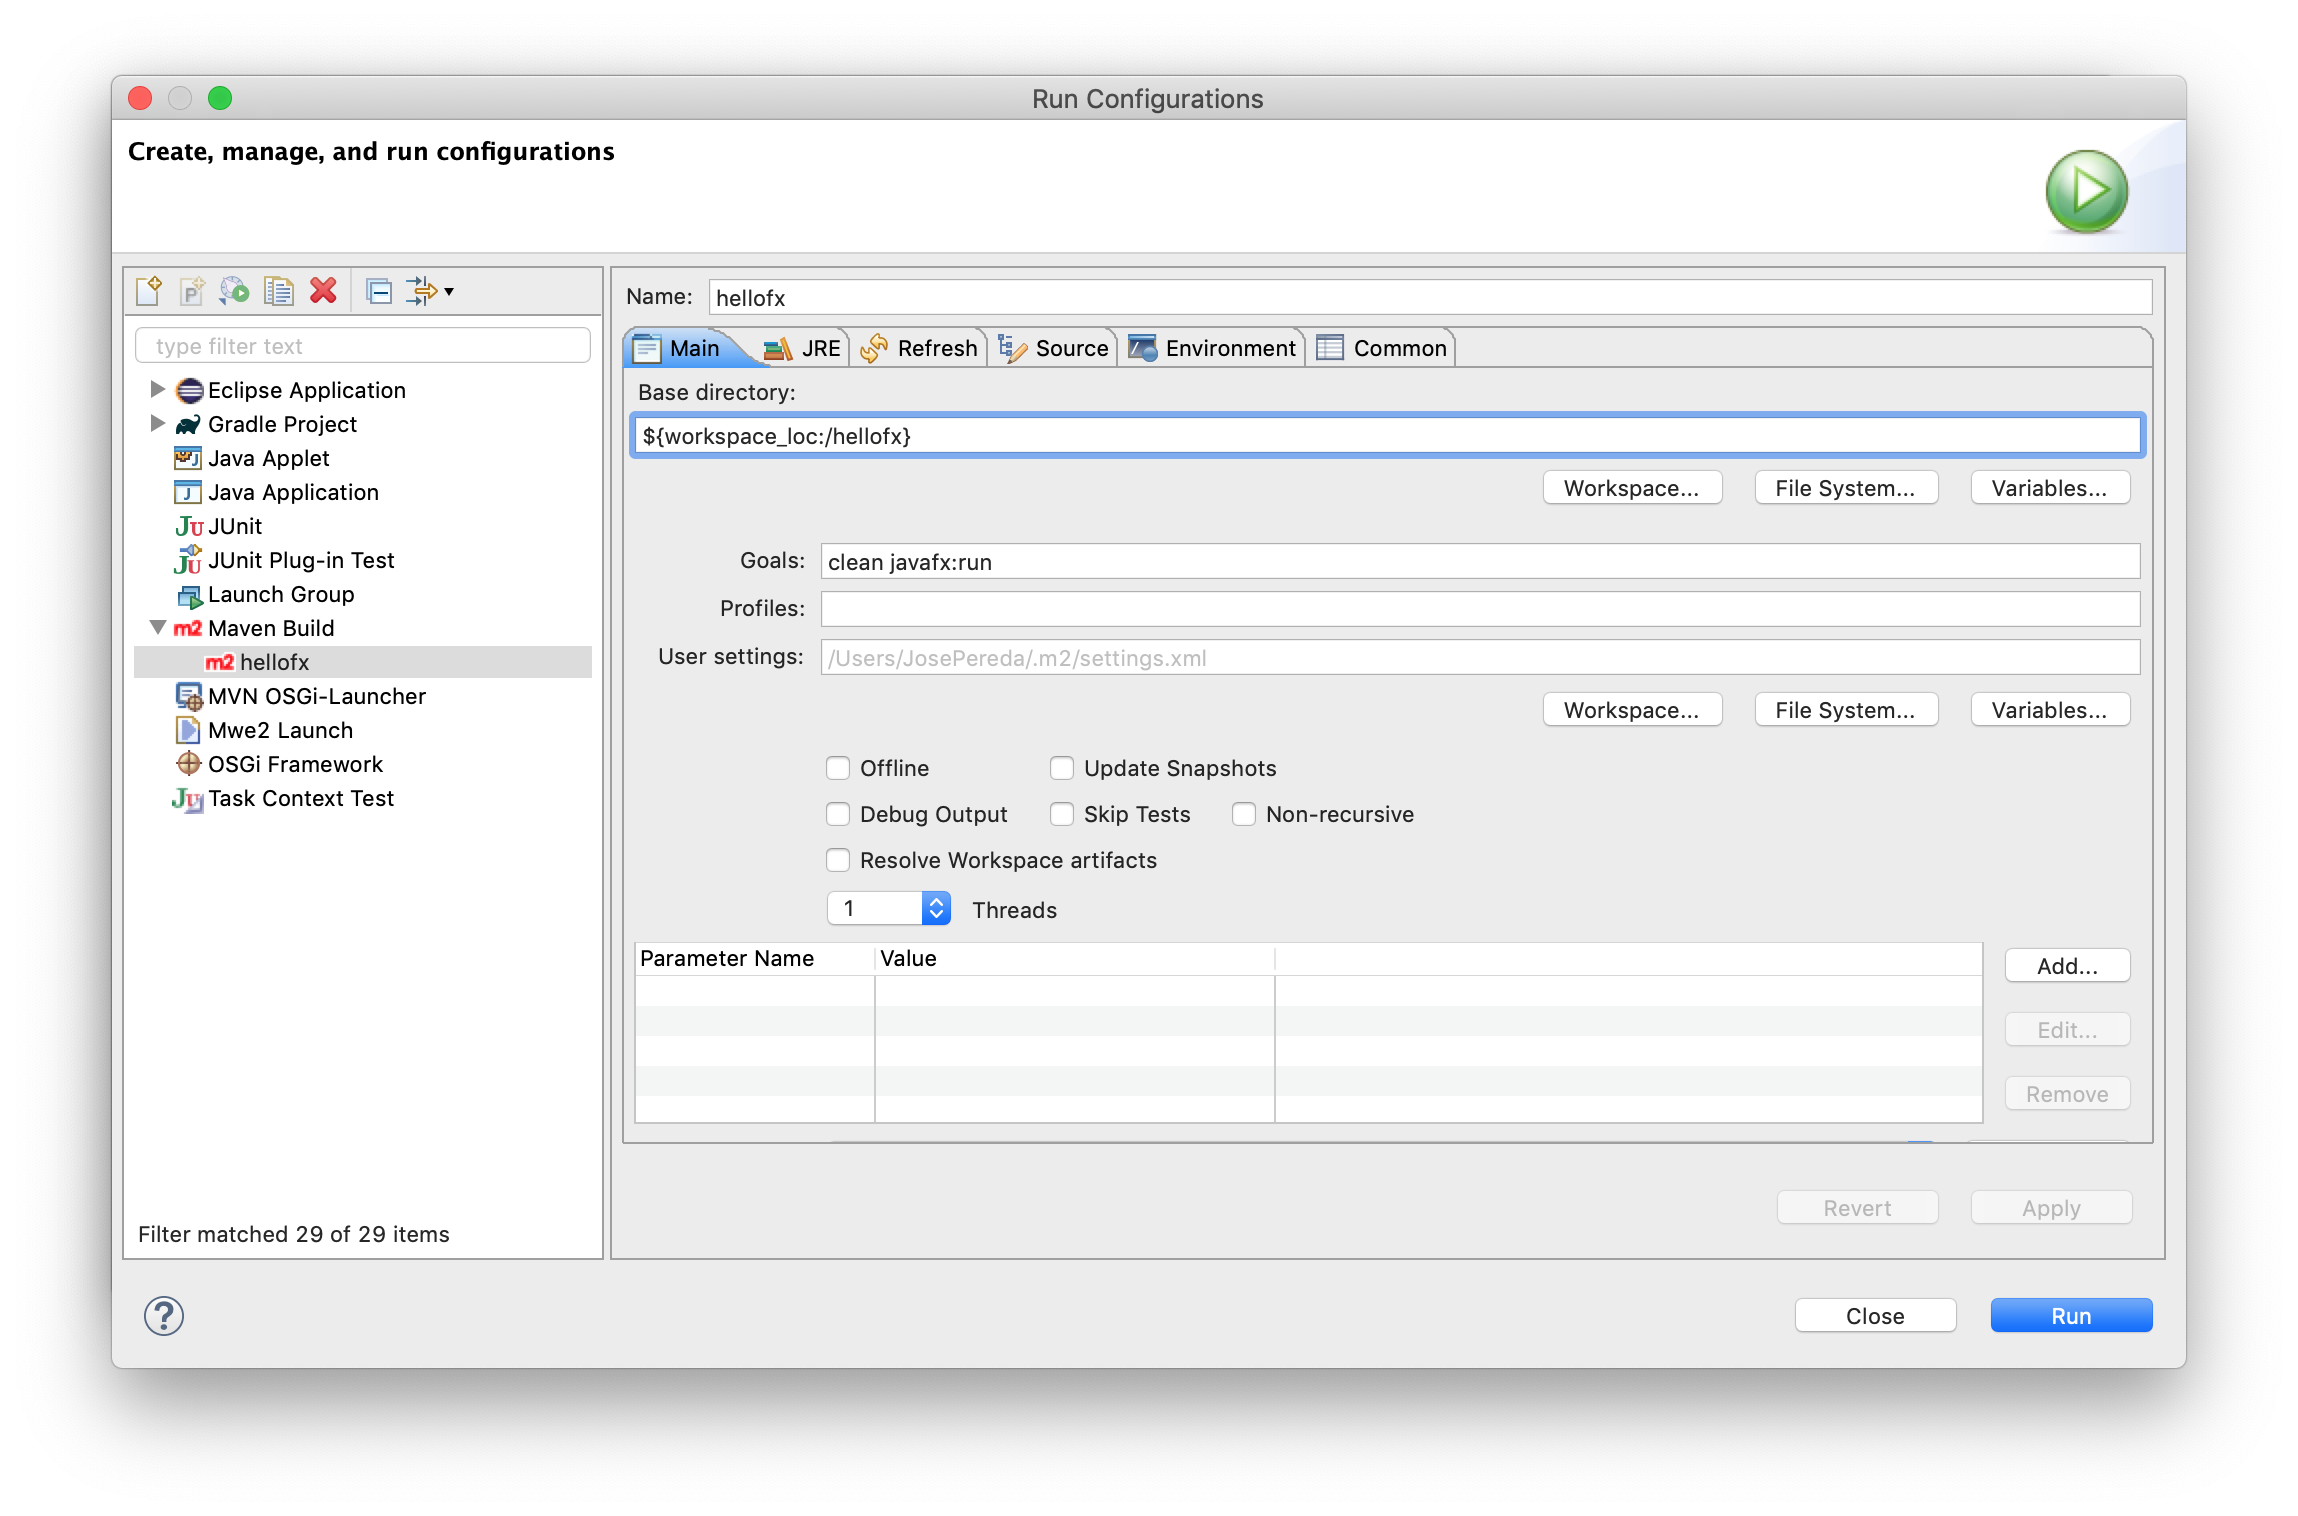 Run Configurations
Create, manage, and run configurations
type filter text
Eclipse Application
Gradle Project
Java Applet
Java Application
JUnit
JUnit Plug-in Test
Launch Group
Maven Build
hellofx
MVN OSGi-Launcher
Mwe2 Launch
OSGi Framework
Task Context Test
Filter matched 29 of 29 items
Name: hellofx
Main JRE Refresh Source Environment Common
Base directory:
${workspace_loc:/hellofx}
Workspace... File System... Variables...
Goals: clean javafx:run
Profiles:
User settings: /Users/JosePereda/.m2/settings.xml
Workspace... File System... Variables...
Offline Update Snapshots
Debug Output Skip Tests Non-recursive
Resolve Workspace artifacts
1 Threads
Parameter Name Value
Add...
Edit...
Remove
Revert Apply
Close Run